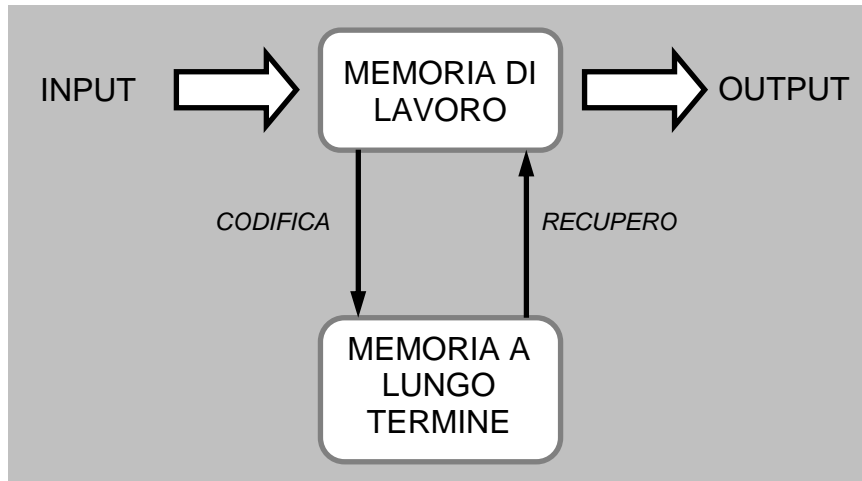 INPUT
MEMORIA DI
LAVORO
OUTPUT
CODIFICA
RECUPERO
MEMORIA A
LUNGO
TERMINE